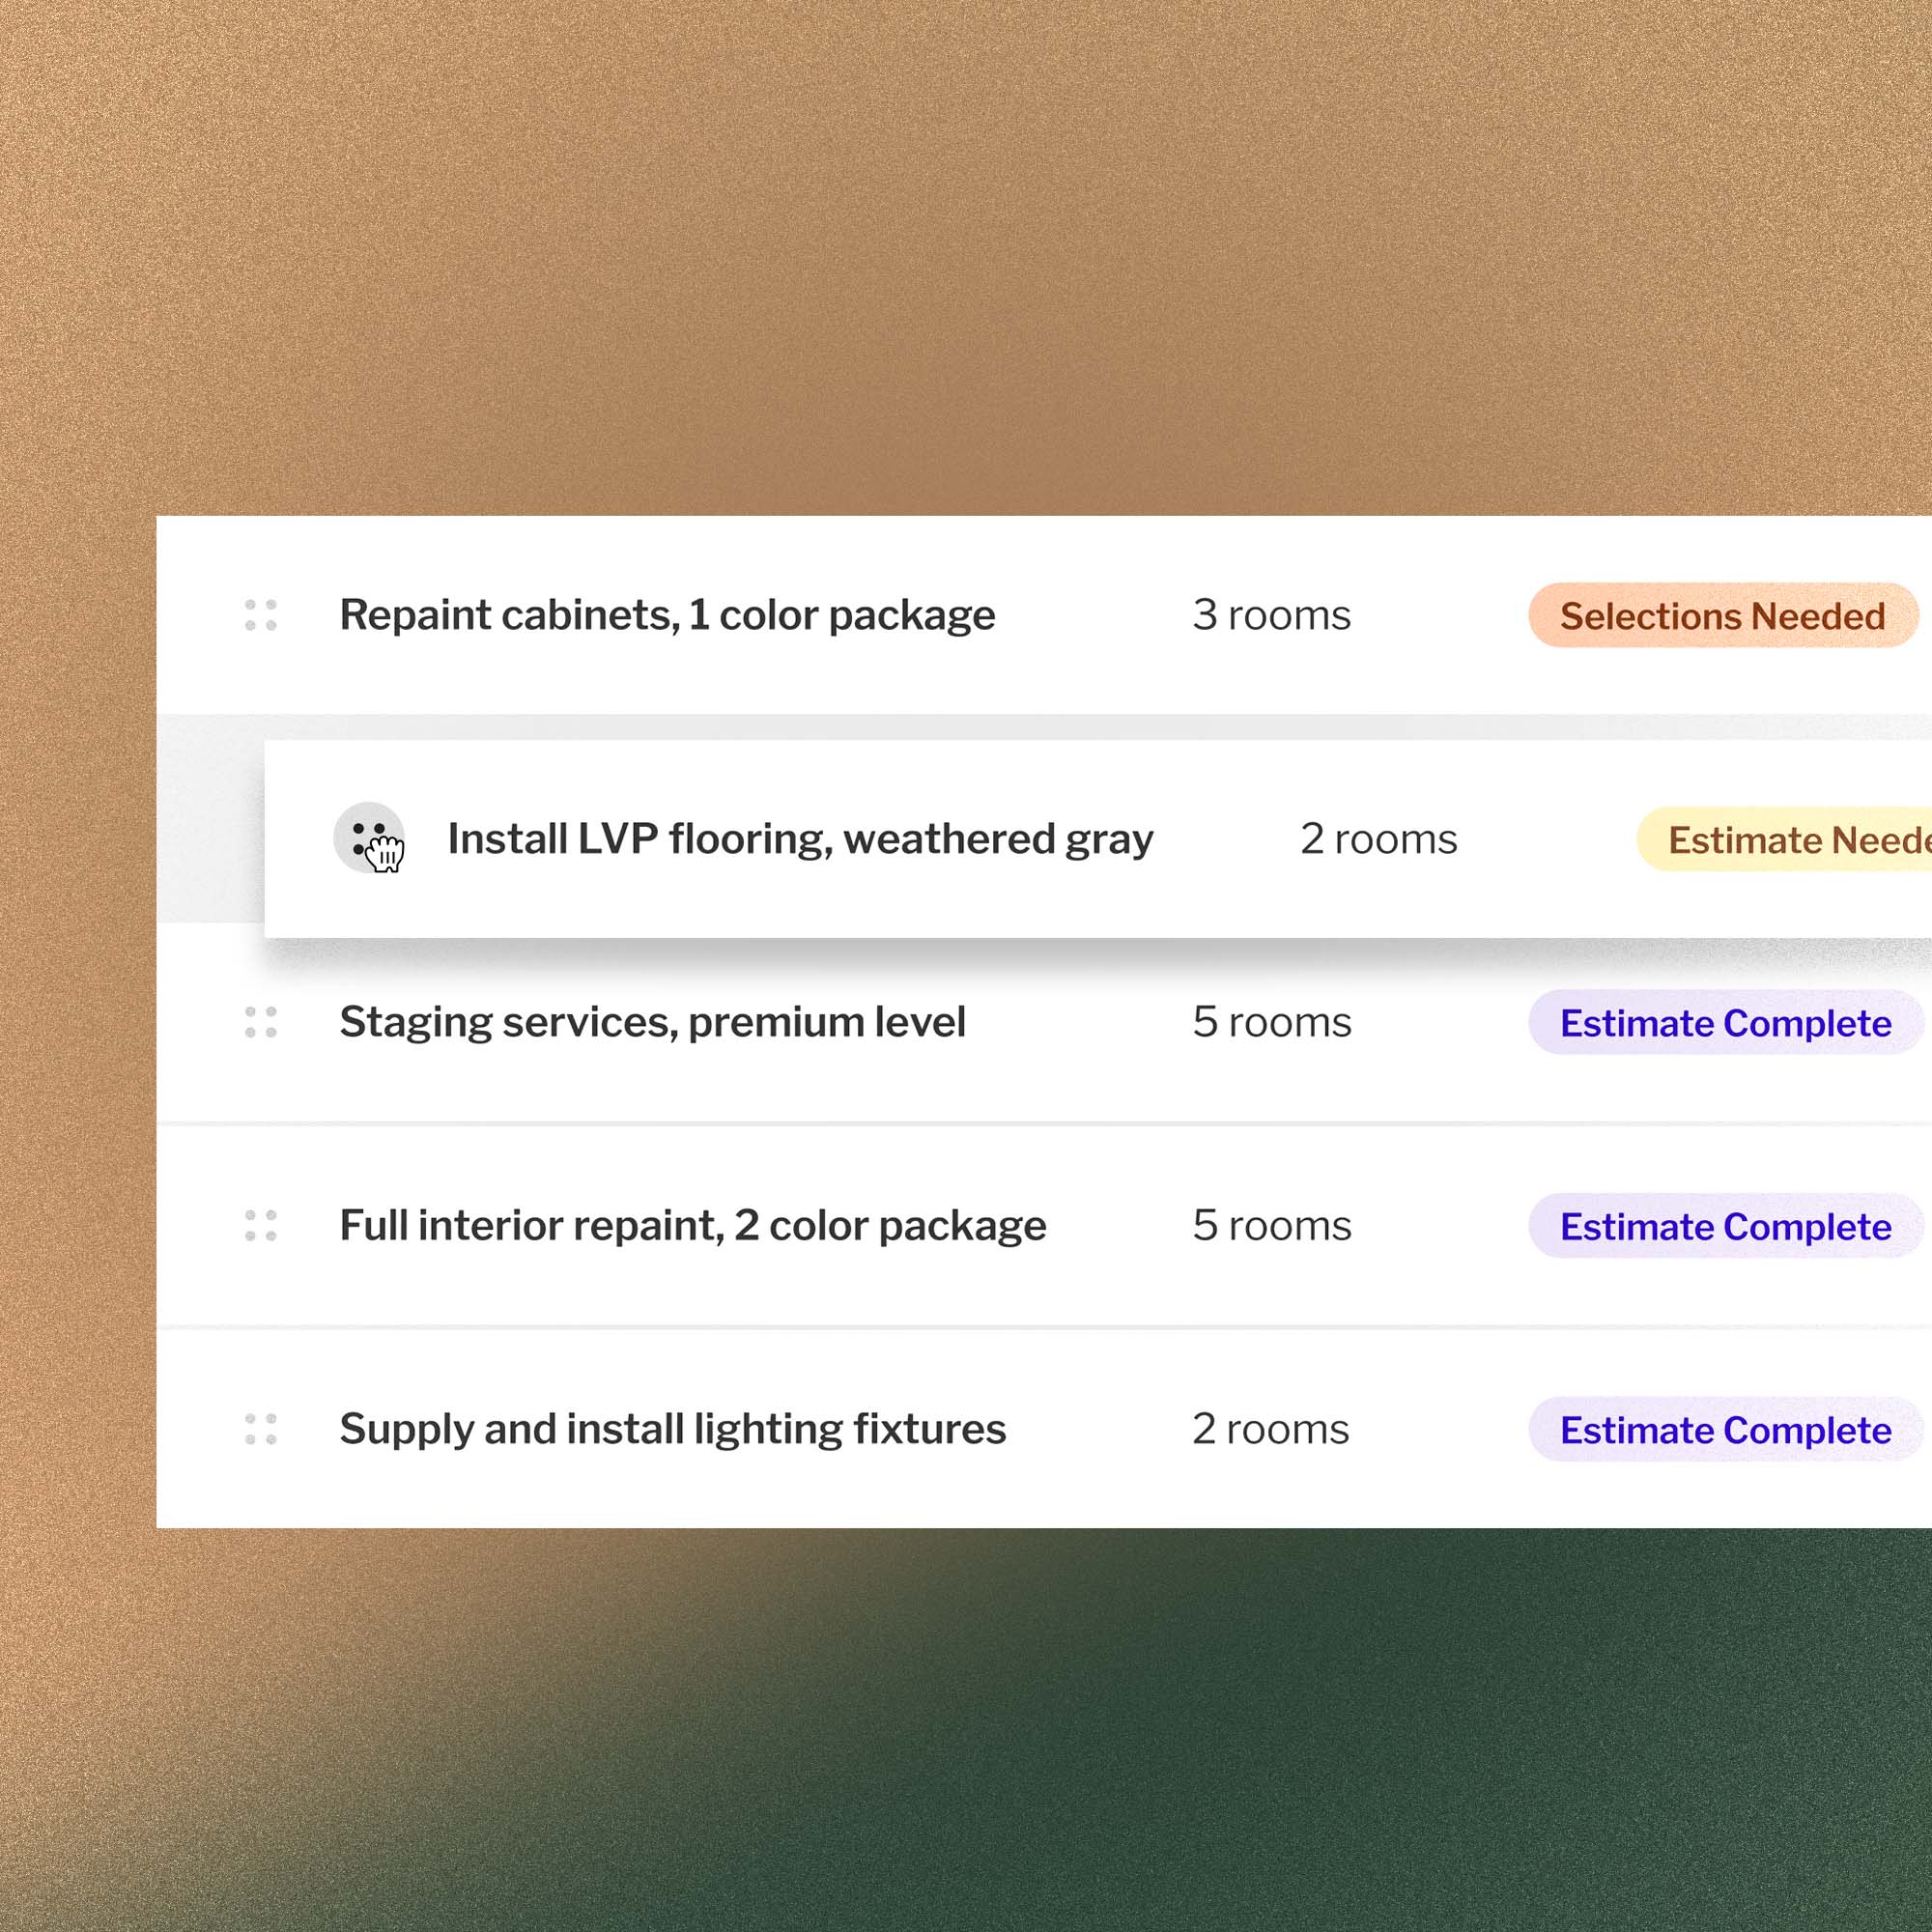 Repaint cabinets, 1 color package 3 rooms Selections Needed
Install LVP flooring, weathered gray 2 rooms Estimate Neede
Staging services, premium level 5 rooms Estimate Complete
Full interior repaint, 2 color package 5 rooms Estimate Complete
Supply and install lighting fixtures 2 rooms Estimate Complete